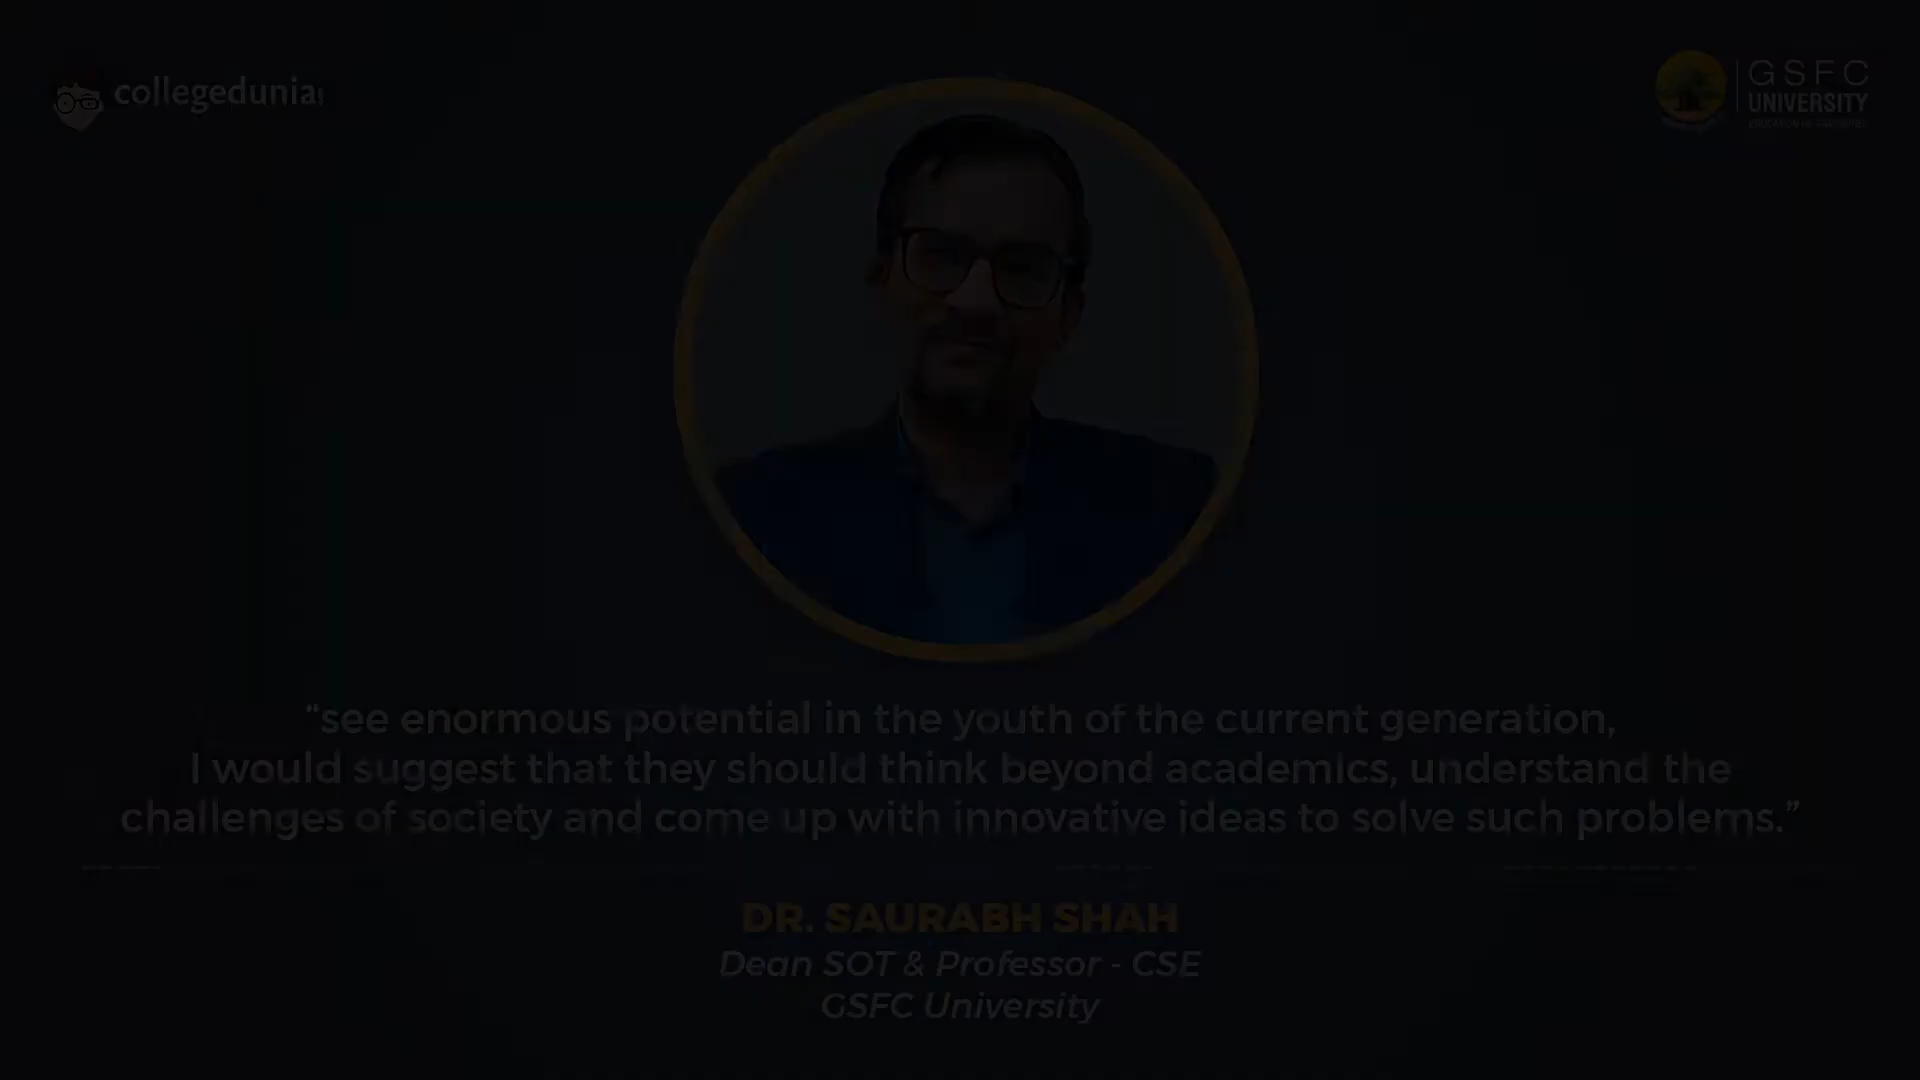 collegedunia
GSFC
UNIVERSITY
"see enormous potential in the youth of the current generation,
I would suggest that they should think beyond academics, understand the
challenges of society and come up with innovative ideas to solve such problems."
DR. SAURABH SHAH
Dean SOT & Professor - CSE
GSFC University